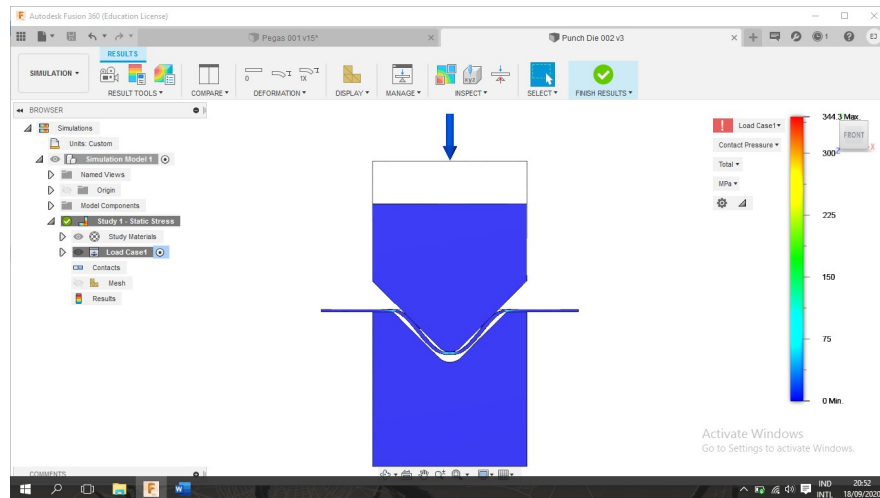 Autodesk Fusion 360 (Education License)
Pegas 001 v15*
Punch Die 002 v3
1
EJ
RESULTS
SIMULATION
0
1X
RESULT TOOLS
COMPARE
DEFORMATION
DISPLAY
MANAGE
INSPECT
SELECT
FINISH RESULTS
BROWSER
Simulations
Units: Custom
Simulation Model 1
Named Views
Origin
Model Components
Study 1 - Static Stress
Study Materials
Load Case1
Contacts
Mesh
Results
Load Case1
Contact Pressure
Total
MPa
344.3 Max.
300
225
150
75
0 Min.
FRONT
Z
X
Activate Windows
Go to Settings to activate Windows.
COMMENTS
IND
INTL
20:52
18/09/2020